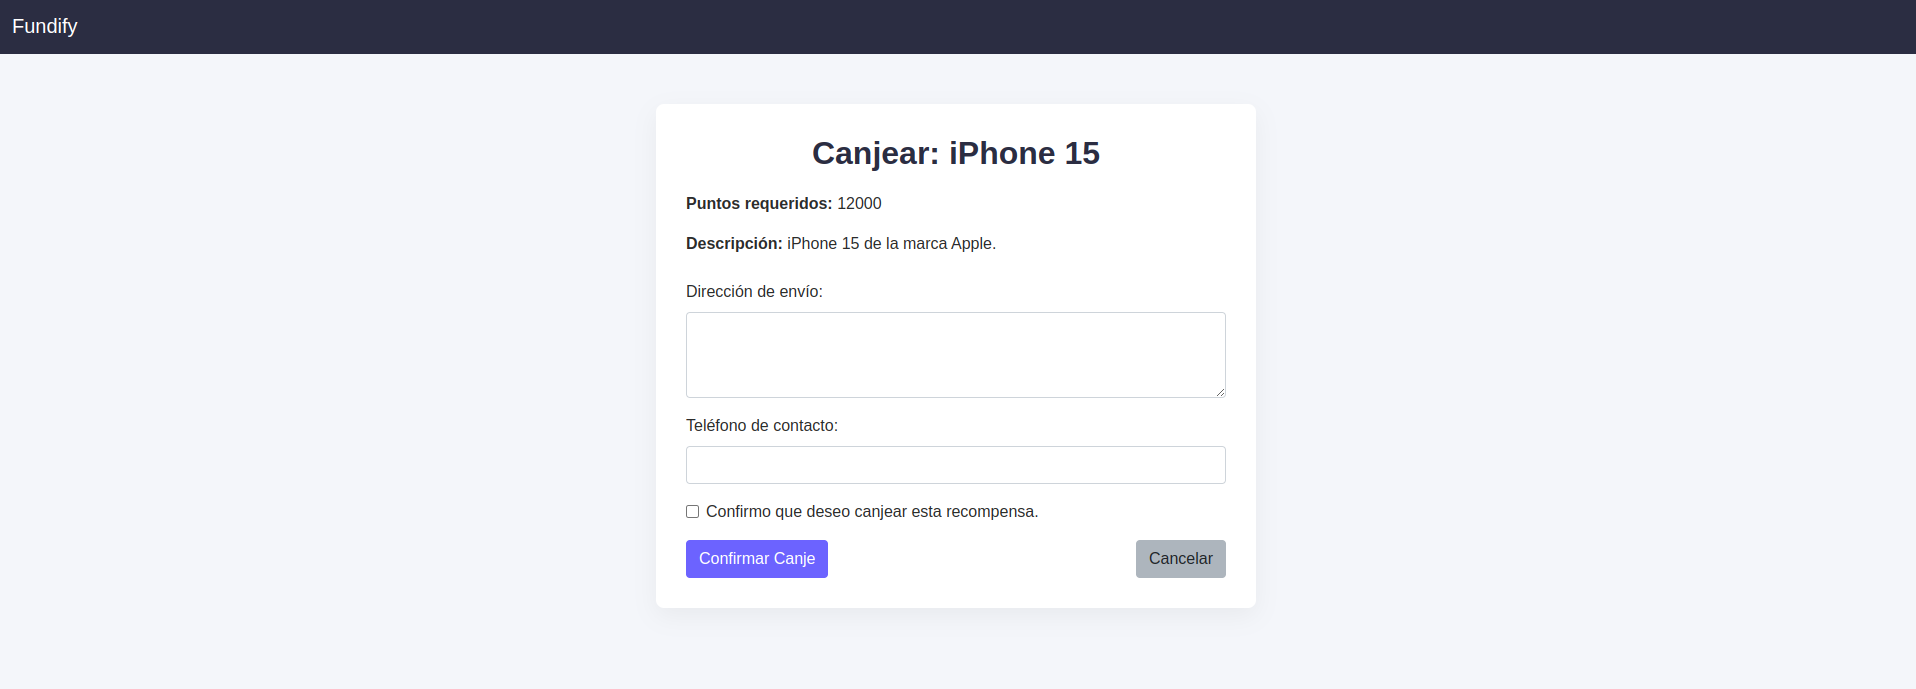 Fundify
Canjear: iPhone 15
Puntos requeridos: 12000
Descripción: iPhone 15 de la marca Apple.
Dirección de envío:
Teléfono de contacto:
Confirmo que deseo canjear esta recompensa.
Confirmar Canje
Cancelar